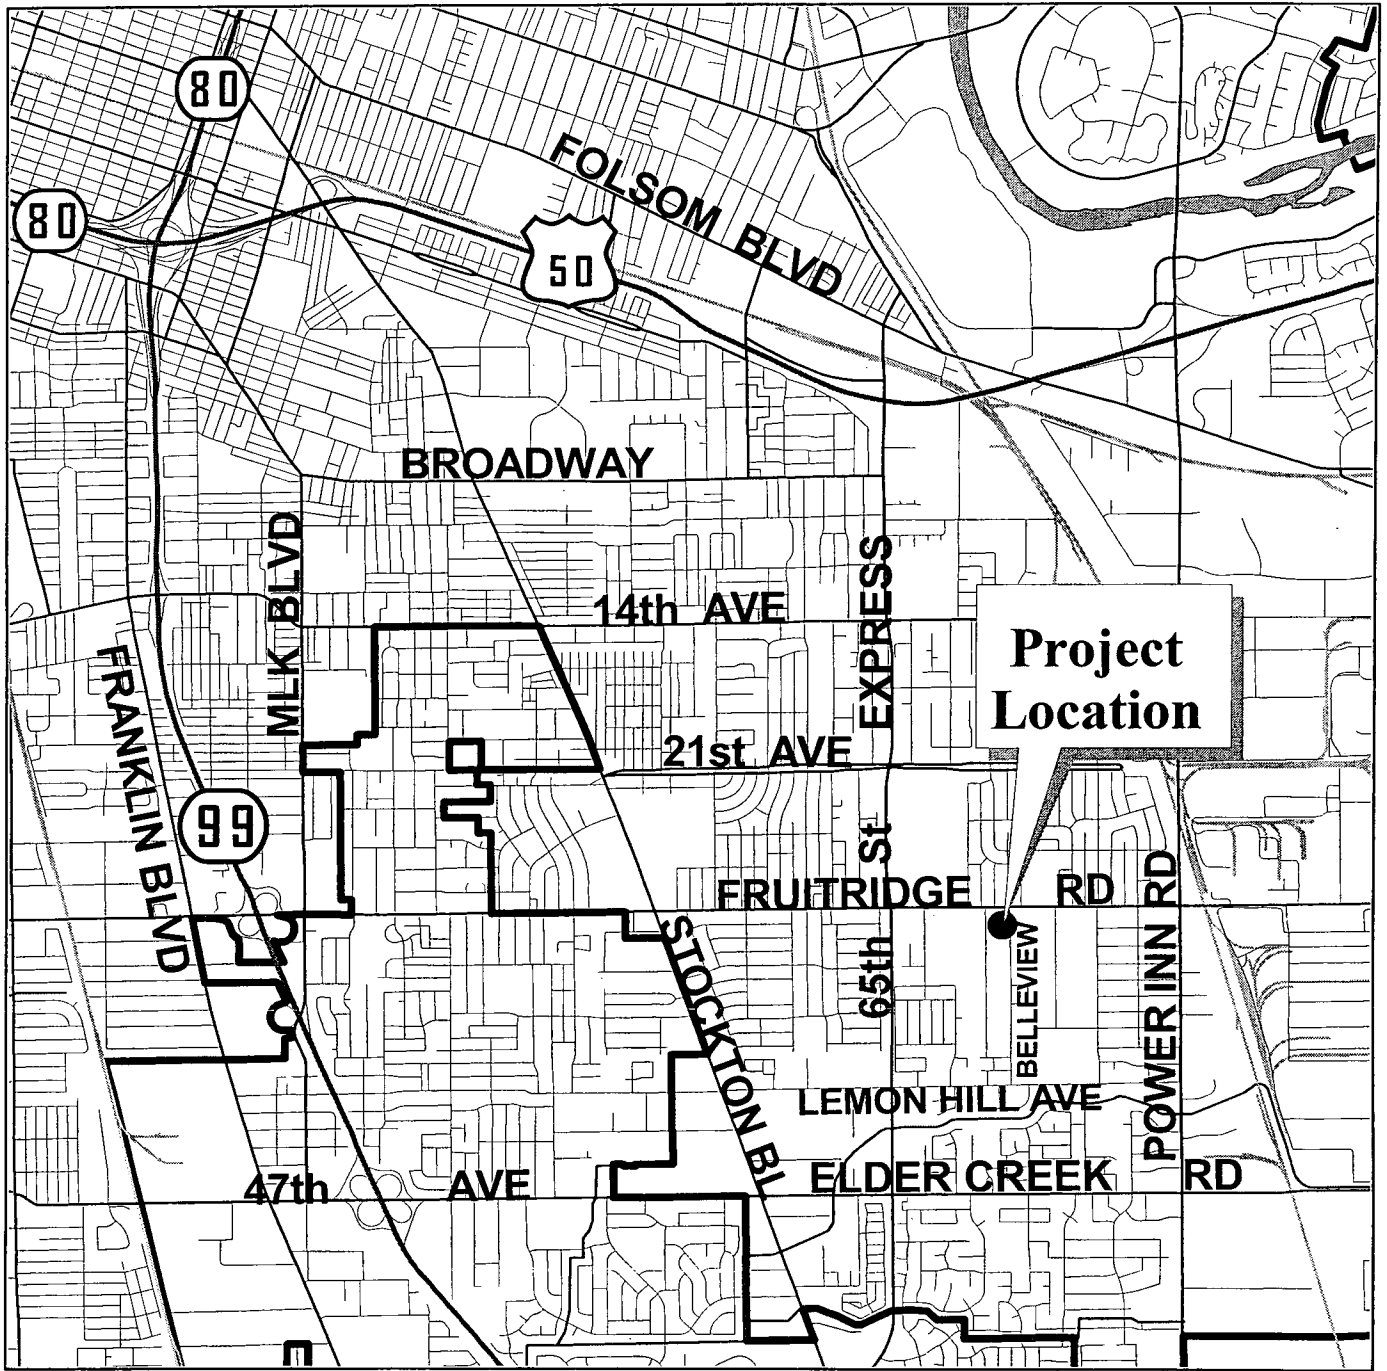 80
80
FOLSOM BLVD
50
BROADWAY
MLK BLVD
EXPRESS
14th AVE
Project
Location
FRANKLIN BLVD
21st AVE
99
65th St
FRUITRIDGE RD
STOCKTON BL
BELLEVIEW
POWER INN RD
LEMON HILL AVE
47th AVE
ELDER CREEK RD